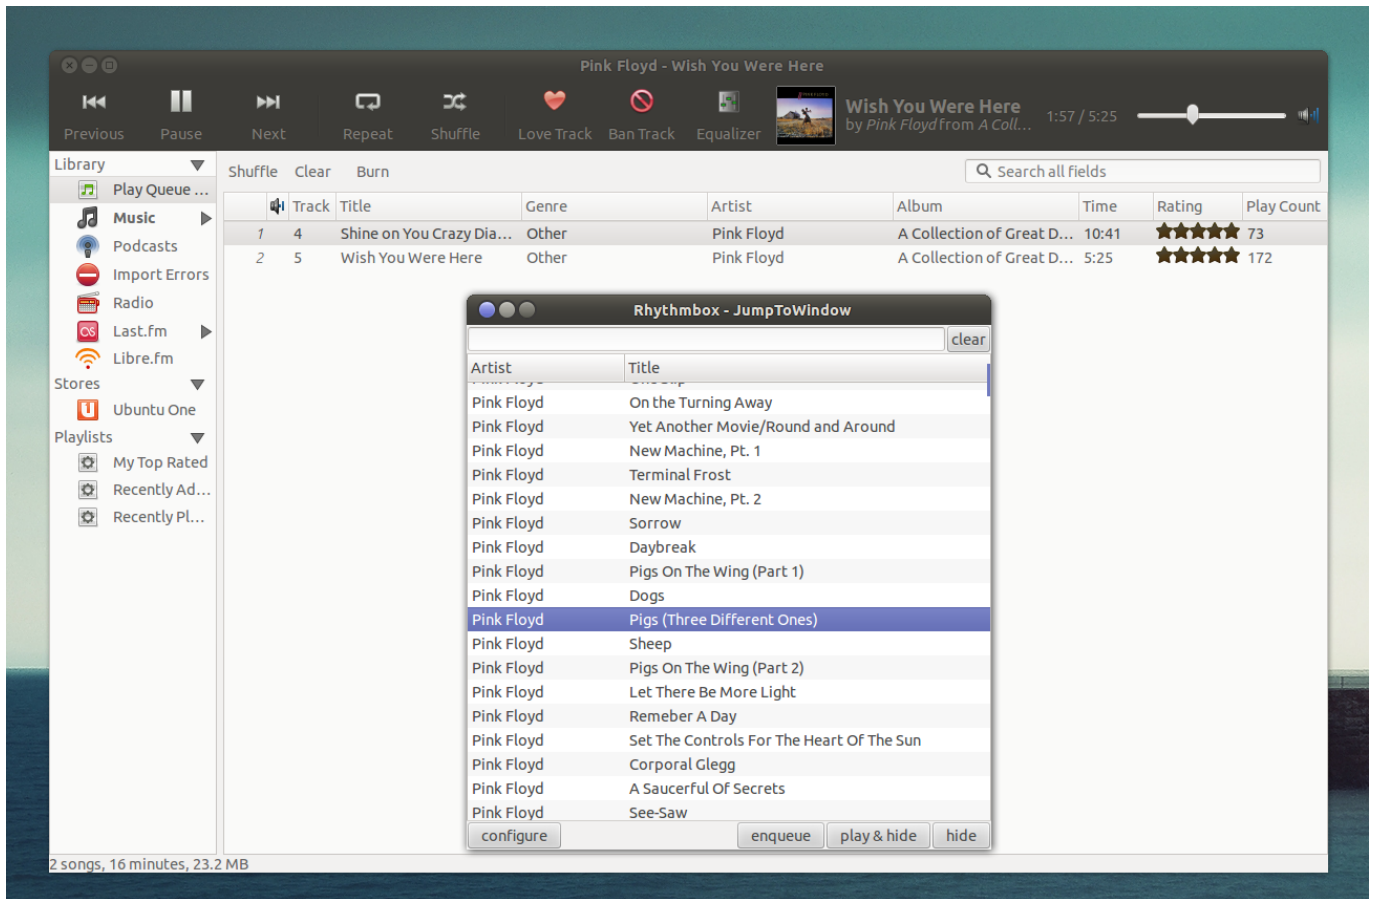 Pink Floyd - Wish You Were Here
Previous Pause Next Repeat Shuffle Love Track Ban Track Equalizer
Wish You Were Here
by Pink Floyd from A Coll...
1:57 / 5:25
Library
Play Queue ...
Music
Podcasts
Import Errors
Radio
Last.fm
Libre.fm
Stores
Ubuntu One
Playlists
My Top Rated
Recently Ad...
Recently Pl...
Shuffle Clear Burn
Search all fields
Track Title Genre Artist Album Time Rating Play Count
1 4 Shine on You Crazy Dia... Other Pink Floyd A Collection of Great D... 10:41 73
2 5 Wish You Were Here Other Pink Floyd A Collection of Great D... 5:25 172
Rhythmbox - JumpToWindow
clear
Artist Title
Pink Floyd On the Turning Away
Pink Floyd Yet Another Movie/Round and Around
Pink Floyd New Machine, Pt. 1
Pink Floyd Terminal Frost
Pink Floyd New Machine, Pt. 2
Pink Floyd Sorrow
Pink Floyd Daybreak
Pink Floyd Pigs On The Wing (Part 1)
Pink Floyd Dogs
Pink Floyd Pigs (Three Different Ones)
Pink Floyd Sheep
Pink Floyd Pigs On The Wing (Part 2)
Pink Floyd Let There Be More Light
Pink Floyd Remeber A Day
Pink Floyd Set The Controls For The Heart Of The Sun
Pink Floyd Corporal Glegg
Pink Floyd A Saucerful Of Secrets
Pink Floyd See-Saw
configure enqueue play & hide hide
2 songs, 16 minutes, 23.2 MB